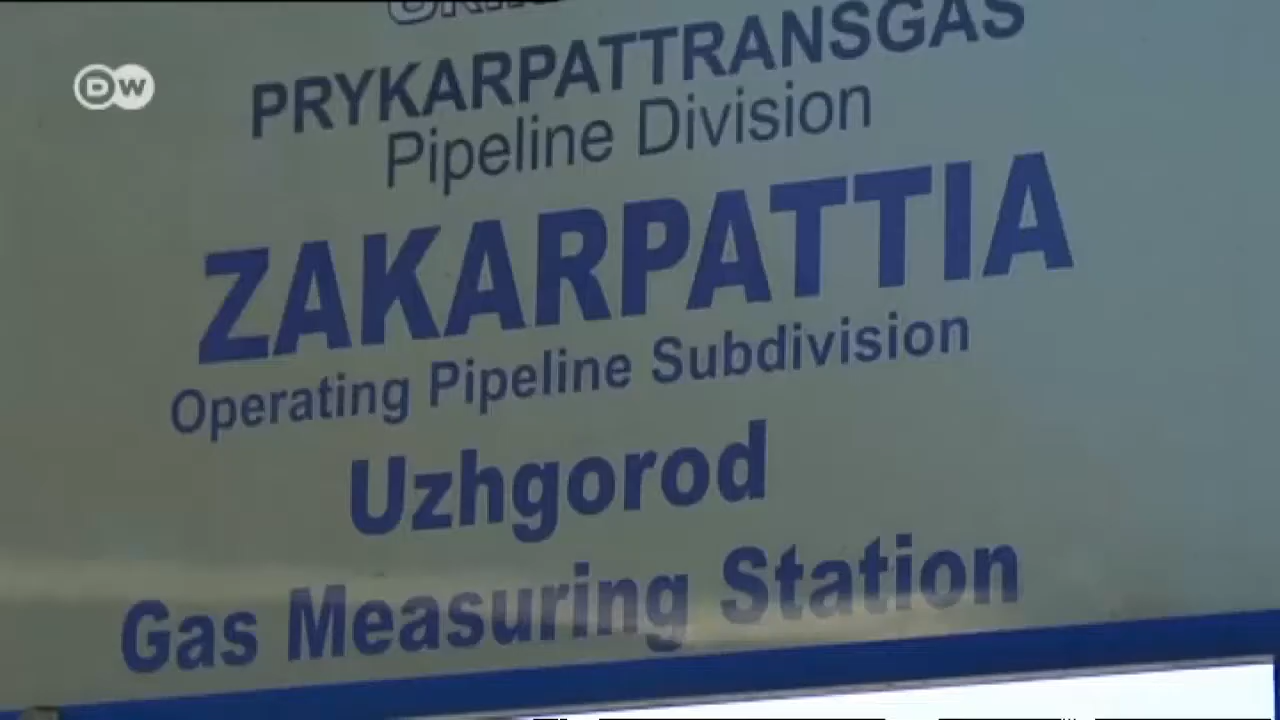 DW
PRYKARPATTRANSGAS
Pipeline Division
ZAKARPATTIA
Operating Pipeline Subdivision
Uzhgorod
Gas Measuring Station